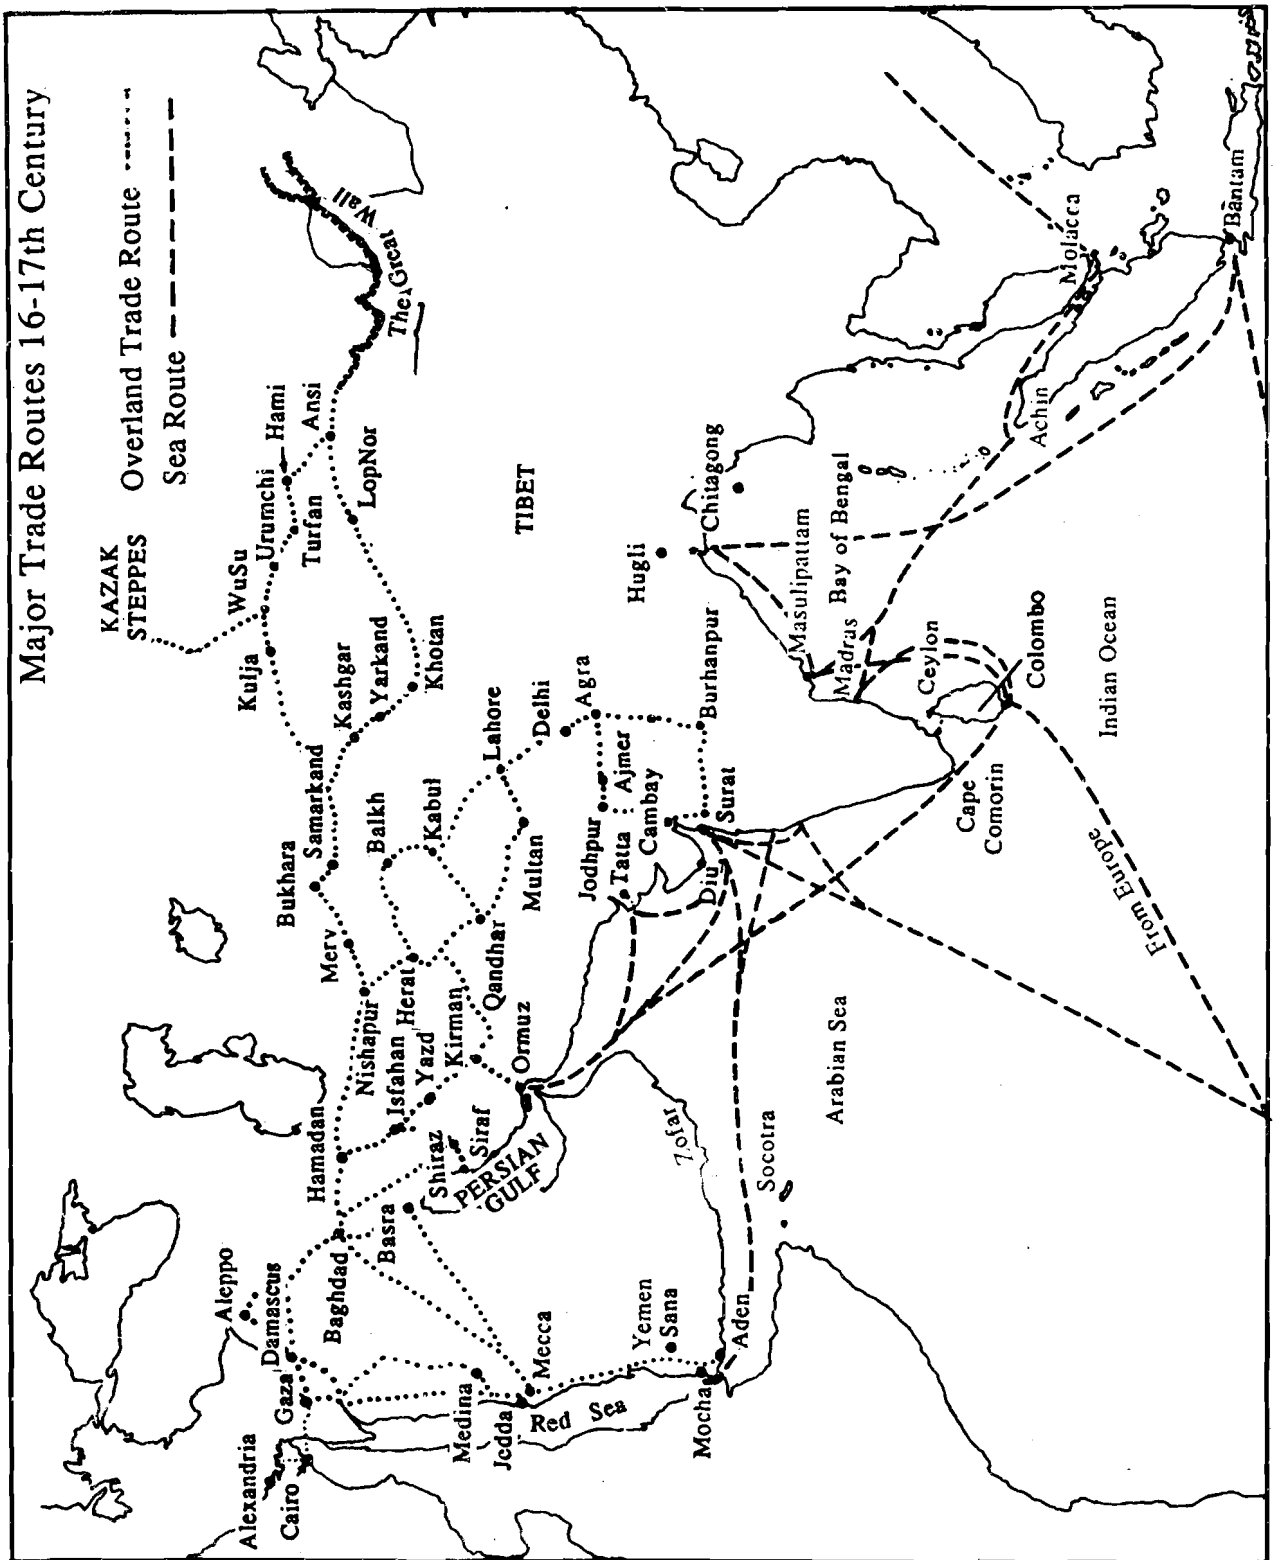 Major Trade Routes 16-17th Century
Overland Trade Route
Sea Route
KAZAK
STEPPES
The Great Wall
WuSu
Urumchi
Hami
Ansi
Kulja
Turfan
LopNor
Kashgar
Yarkand
Khotan
TIBET
Bukhara
Samarkand
Merv
Balkh
Kabul
Lahore
Delhi
Agra
Multan
Nishapur
Herat
Qandhar
Kirman
Yazd
Isfahan
Hamadan
Shiraz
Siraf
Ormuz
PERSIAN
GULF
Basra
Baghdad
Aleppo
Damascus
Gaza
Alexandria
Cairo
Medina
Jedda
Mecca
Red Sea
Yemen
Sana
Mocha
Aden
Zofar
Socotra
Arabian Sea
Jodhpur
Ajmer
Tatta
Cambay
Diu
Surat
Burhanpur
Hugli
Chitagong
Masulipattam
Bay of Bengal
Madras
Ceylon
Colombo
Cape
Comorin
Indian Ocean
From Europe
Achin
Molacca
Bantam